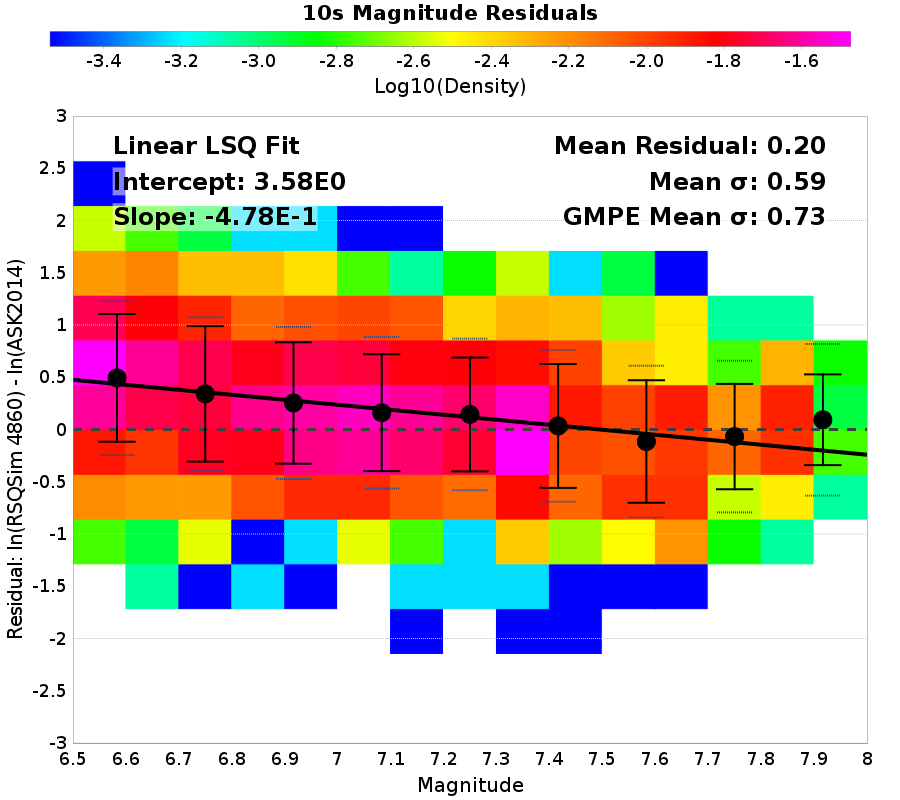 10s Magnitude Residuals
-3.4 -3.2 -3.0 -2.8 -2.6 -2.4 -2.2 -2.0 -1.8 -1.6
Log10(Density)
Linear LSQ Fit
Intercept: 3.58E0
Slope: -4.78E-1
Mean Residual: 0.20
Mean σ: 0.59
GMPE Mean σ: 0.73
Residual: ln(RSQSim 4860) - ln(ASK2014)
3
2.5
2
1.5
1
0.5
0
-0.5
-1
-1.5
-2
-2.5
-3
6.5 6.6 6.7 6.8 6.9 7 7.1 7.2 7.3 7.4 7.5 7.6 7.7 7.8 7.9 8
Magnitude